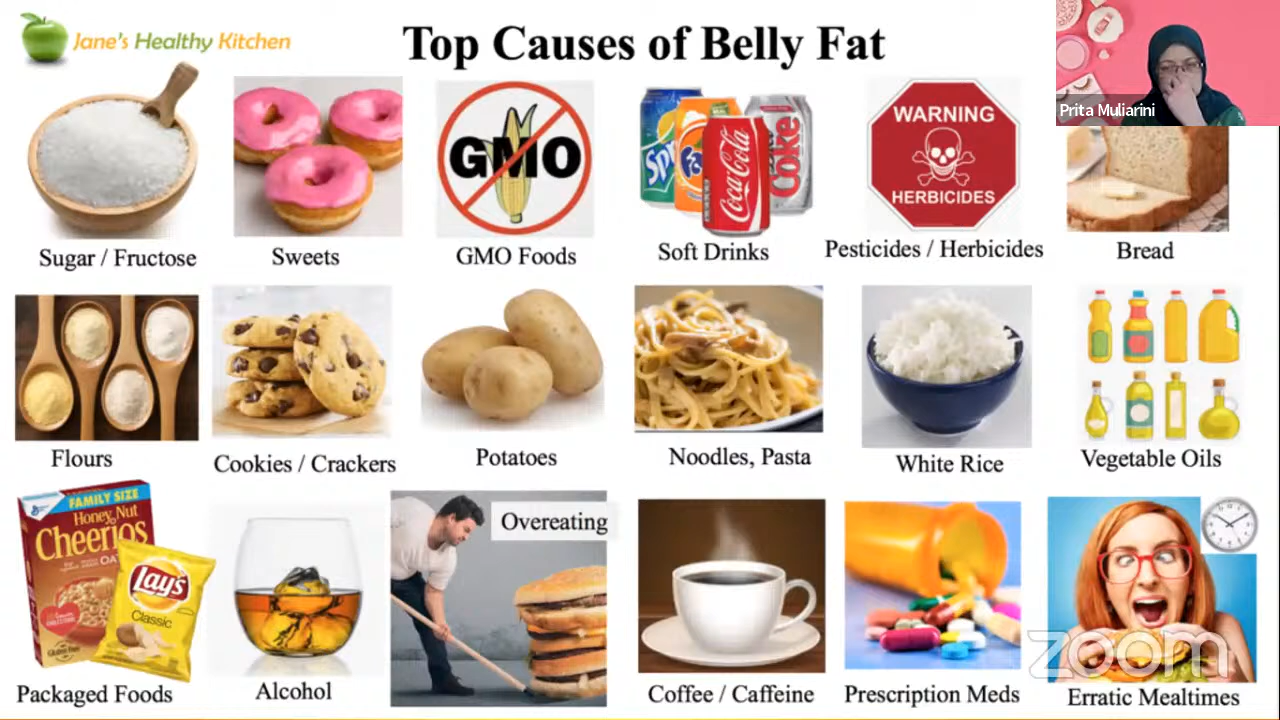 Jane's Healthy Kitchen
Top Causes of Belly Fat
Prita Muliarini
GMO
Spr
Fa
Coca-Cola
Coke
WARNING
HERBICIDES
Sugar / Fructose
Sweets
GMO Foods
Soft Drinks
Pesticides / Herbicides
Bread
Flours
Cookies / Crackers
Potatoes
Noodles, Pasta
White Rice
Vegetable Oils
FAMILY SIZE
Honey Nut
Cheerios
Lay's
Classic
Overeating
Packaged Foods
Alcohol
Coffee / Caffeine
Prescription Meds
zoom
Erratic Mealtimes